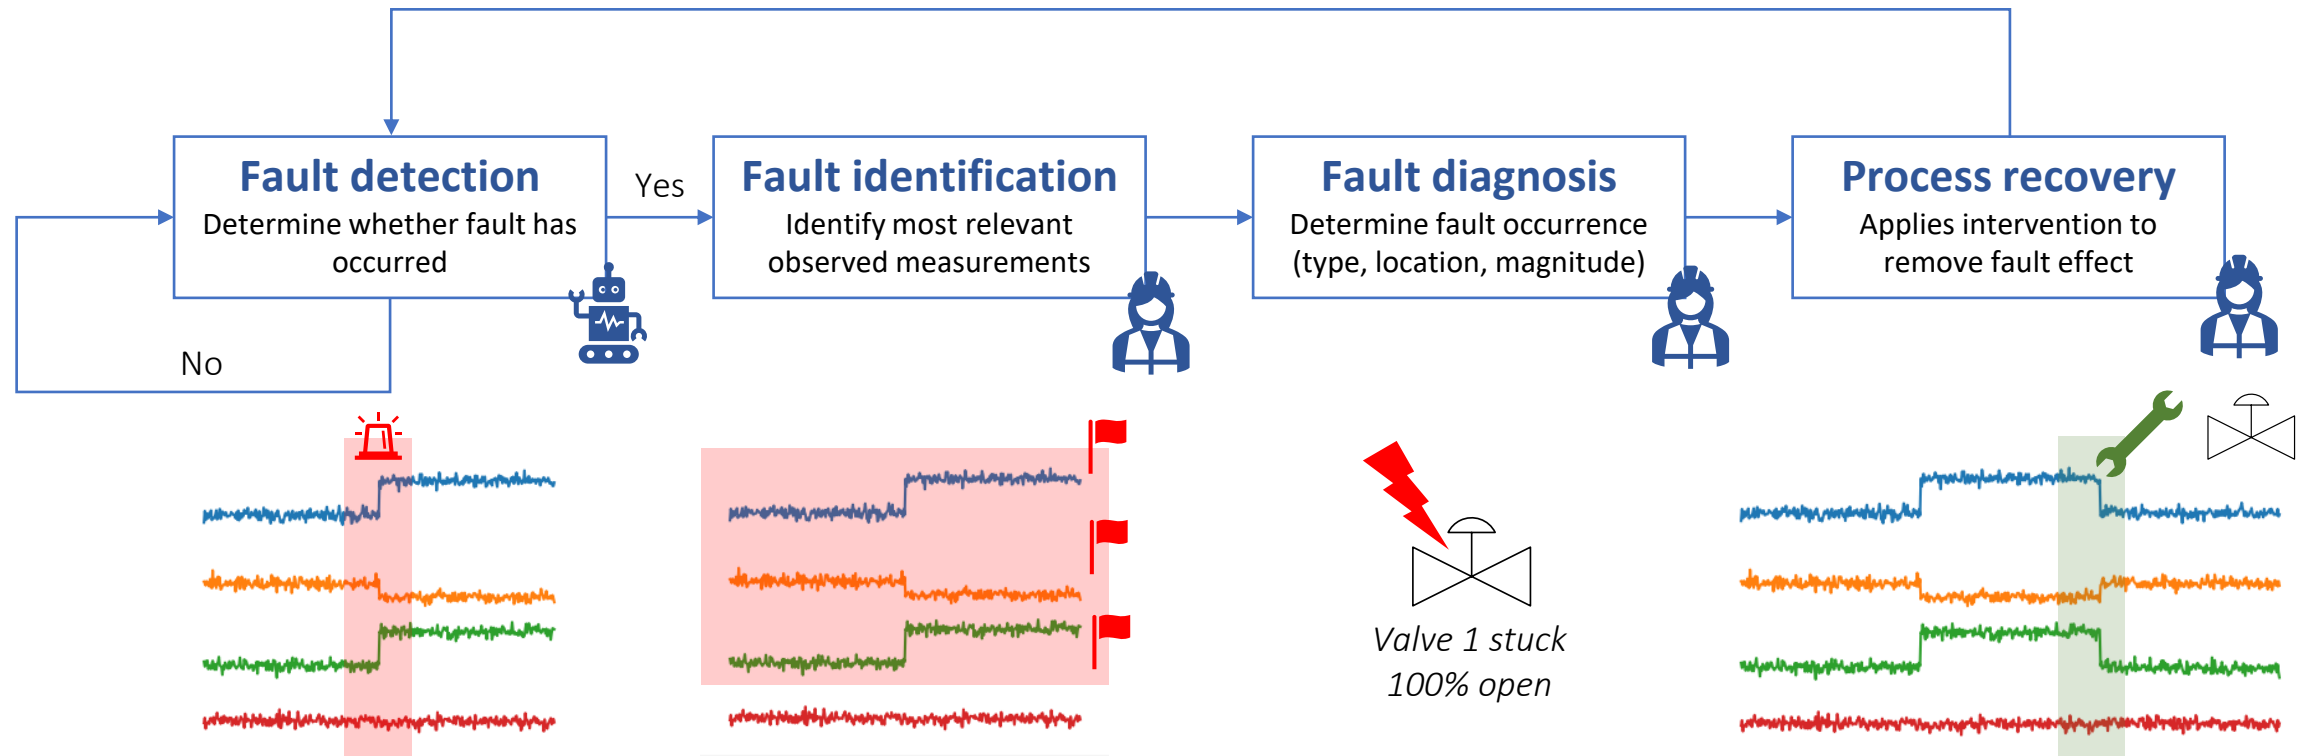 Fault detection
Determine whether fault has
occurred
Yes
No
Fault identification
Identify most relevant
observed measurements
Fault diagnosis
Determine fault occurrence
(type, location, magnitude)
Process recovery
Applies intervention to
remove fault effect
Valve 1 stuck
100% open